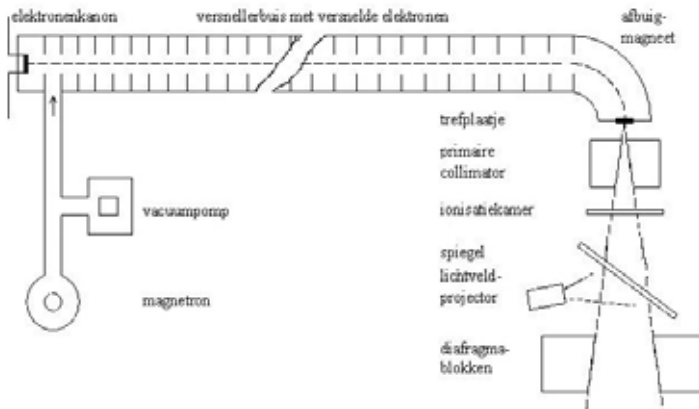 elektronenkanon
versnellerbuis met versnelde elektronen
afbuig-
magneet
trefplaatje
primaire
collimator
vacuumpomp
ionisatiekamer
spiegel
lichtveld-
projector
magnetron
diafragma-
blokken